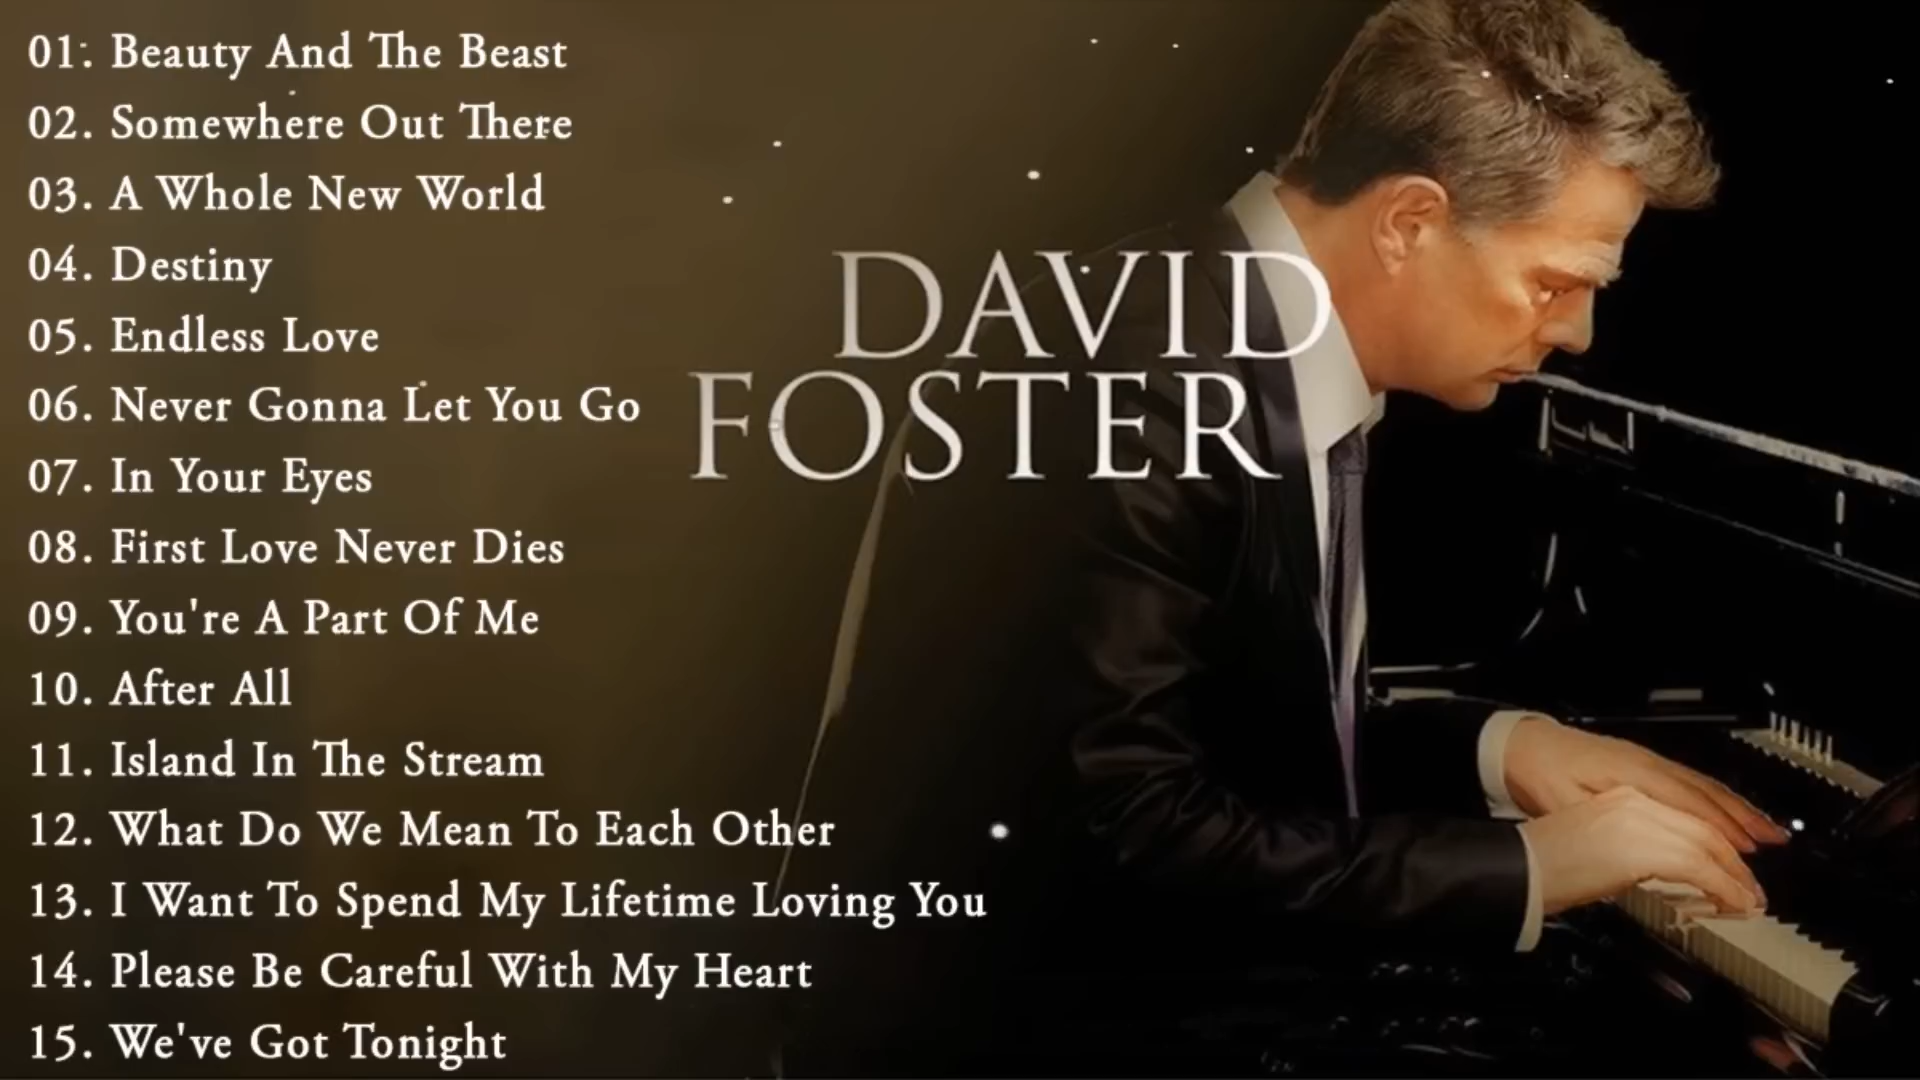 01. Beauty And The Beast
02. Somewhere Out There
03. A Whole New World
04. Destiny
05. Endless Love
06. Never Gonna Let You Go
07. In Your Eyes
08. First Love Never Dies
09. You're A Part Of Me
10. After All
11. Island In The Stream
12. What Do We Mean To Each Other
13. I Want To Spend My Lifetime Loving You
14. Please Be Careful With My Heart
15. We've Got Tonight
DAVID
FOSTER